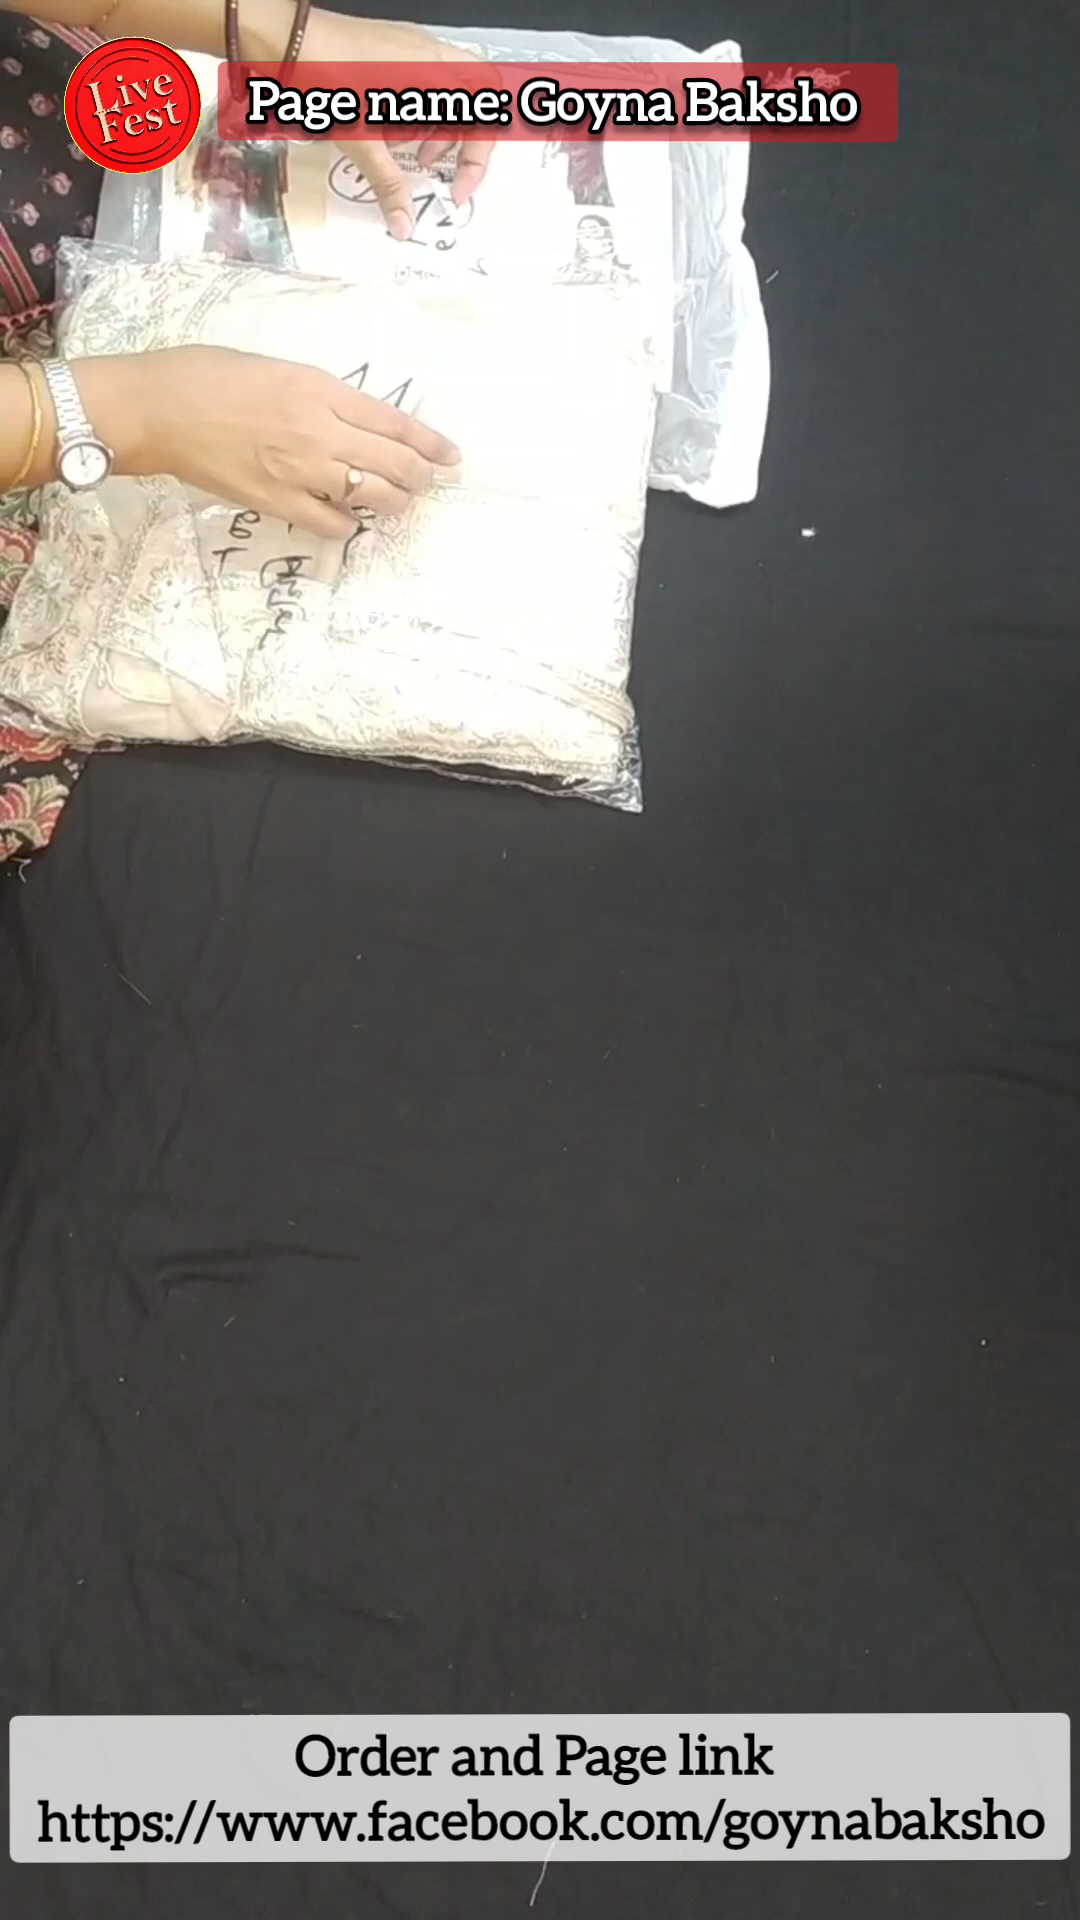 Live
Fest
Page name: Goyna Baksho
Order and Page link
https://www.facebook.com/goynabaksho